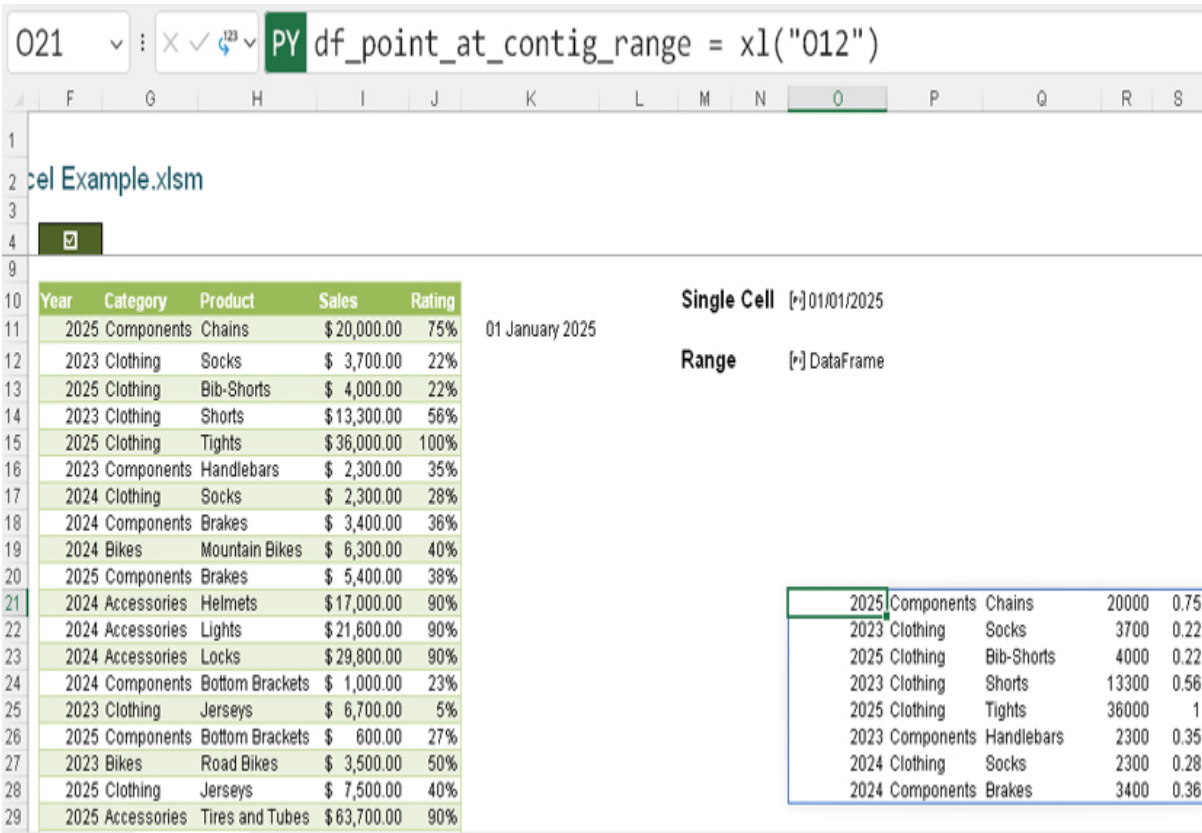 O21 PY df_point_at_contig_range = xl("O12")
F G H I J K L M N O P Q R S
1
2 cel Example.xlsm
3
4
9
10 Year Category Product Sales Rating Single Cell [PY] 01/01/2025
11 2025 Components Chains $20,000.00 75% 01 January 2025
12 2023 Clothing Socks $ 3,700.00 22% Range [PY] DataFrame
13 2025 Clothing Bib-Shorts $ 4,000.00 22%
14 2023 Clothing Shorts $13,300.00 56%
15 2025 Clothing Tights $36,000.00 100%
16 2023 Components Handlebars $ 2,300.00 35%
17 2024 Clothing Socks $ 2,300.00 28%
18 2024 Components Brakes $ 3,400.00 36%
19 2024 Bikes Mountain Bikes $ 6,300.00 40%
20 2025 Components Brakes $ 5,400.00 38%
21 2024 Accessories Helmets $17,000.00 90% 2025 Components Chains 20000 0.75
22 2024 Accessories Lights $21,600.00 90% 2023 Clothing Socks 3700 0.22
23 2024 Accessories Locks $29,800.00 90% 2025 Clothing Bib-Shorts 4000 0.22
24 2024 Components Bottom Brackets $ 1,000.00 23% 2023 Clothing Shorts 13300 0.56
25 2023 Clothing Jerseys $ 6,700.00 5% 2025 Clothing Tights 36000 1
26 2025 Components Bottom Brackets $ 600.00 27% 2023 Components Handlebars 2300 0.35
27 2023 Bikes Road Bikes $ 3,500.00 50% 2024 Clothing Socks 2300 0.28
28 2025 Clothing Jerseys $ 7,500.00 40% 2024 Components Brakes 3400 0.36
29 2025 Accessories Tires and Tubes $63,700.00 90%